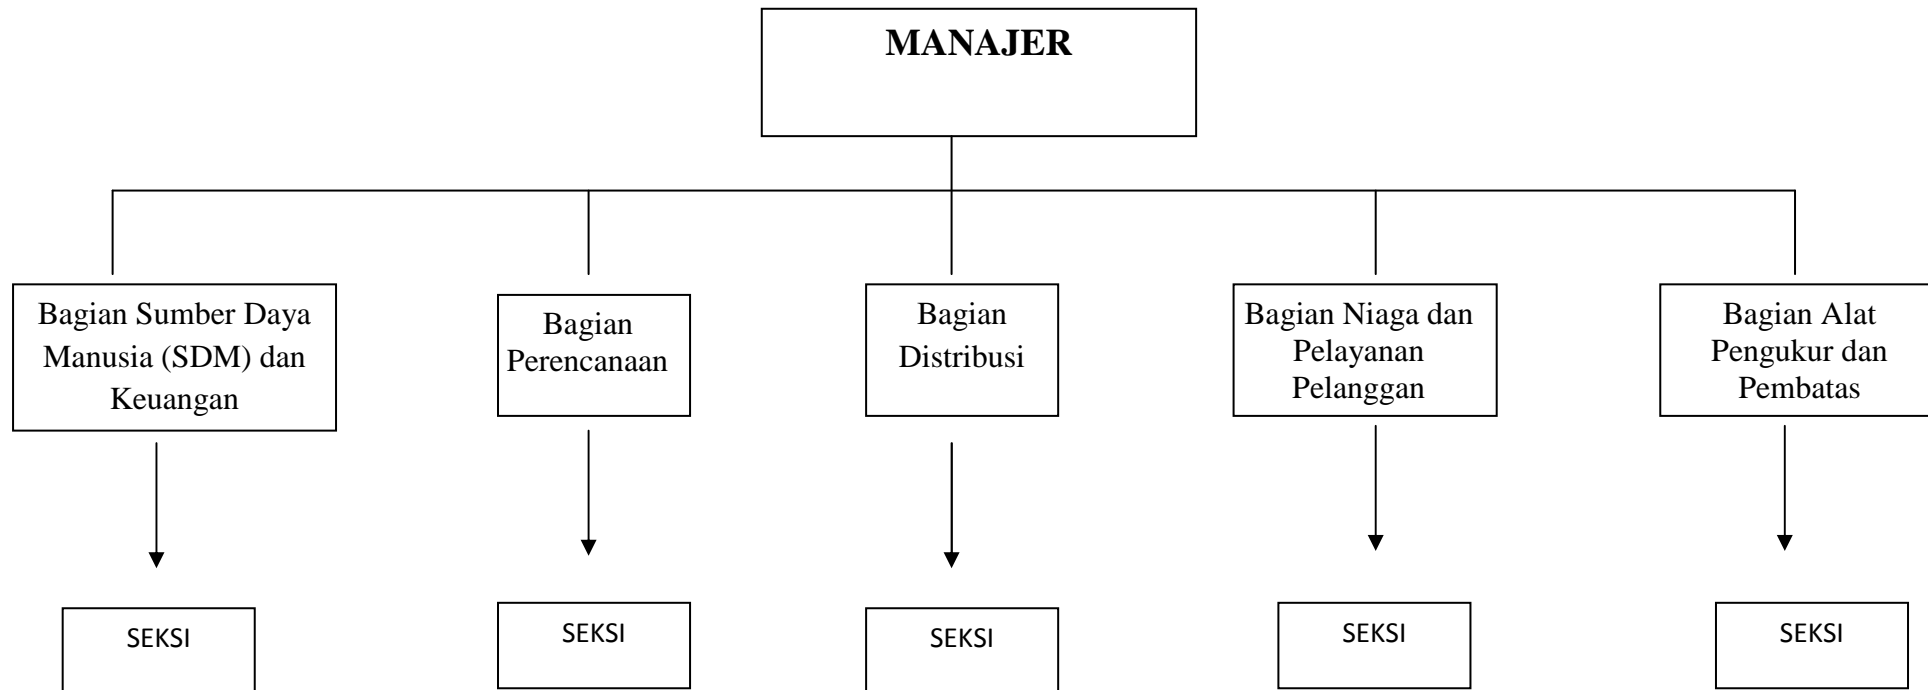 MANAJER
Bagian Sumber Daya
Manusia (SDM) dan
Keuangan
Bagian
Perencanaan
Bagian
Distribusi
Bagian Niaga dan
Pelayanan
Pelanggan
Bagian Alat
Pengukur dan
Pembatas
SEKSI
SEKSI
SEKSI
SEKSI
SEKSI